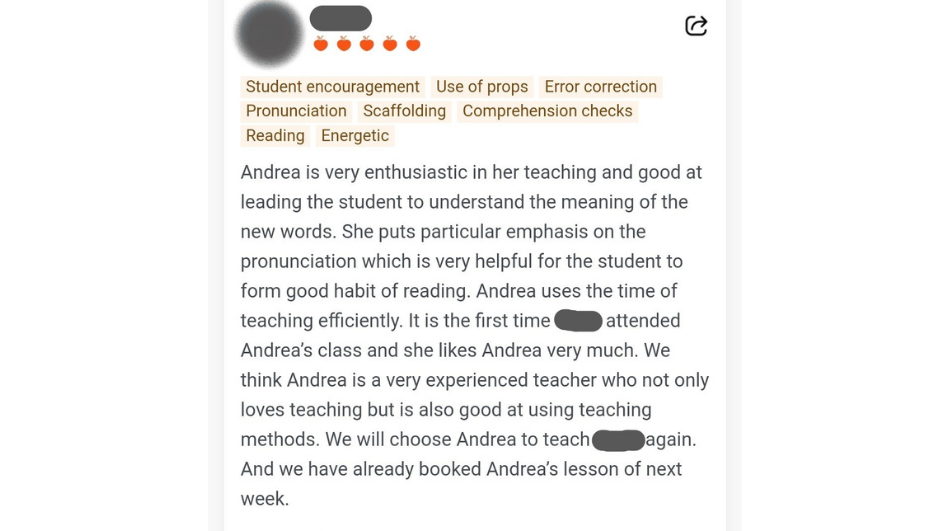 Student encouragement Use of props Error correction
Pronunciation Scaffolding Comprehension checks
Reading Energetic
Andrea is very enthusiastic in her teaching and good at
leading the student to understand the meaning of the
new words. She puts particular emphasis on the
pronunciation which is very helpful for the student to
form good habit of reading. Andrea uses the time of
teaching efficiently. It is the first time attended
Andrea’s class and she likes Andrea very much. We
think Andrea is a very experienced teacher who not only
loves teaching but is also good at using teaching
methods. We will choose Andrea to teach again.
And we have already booked Andrea’s lesson of next
week.